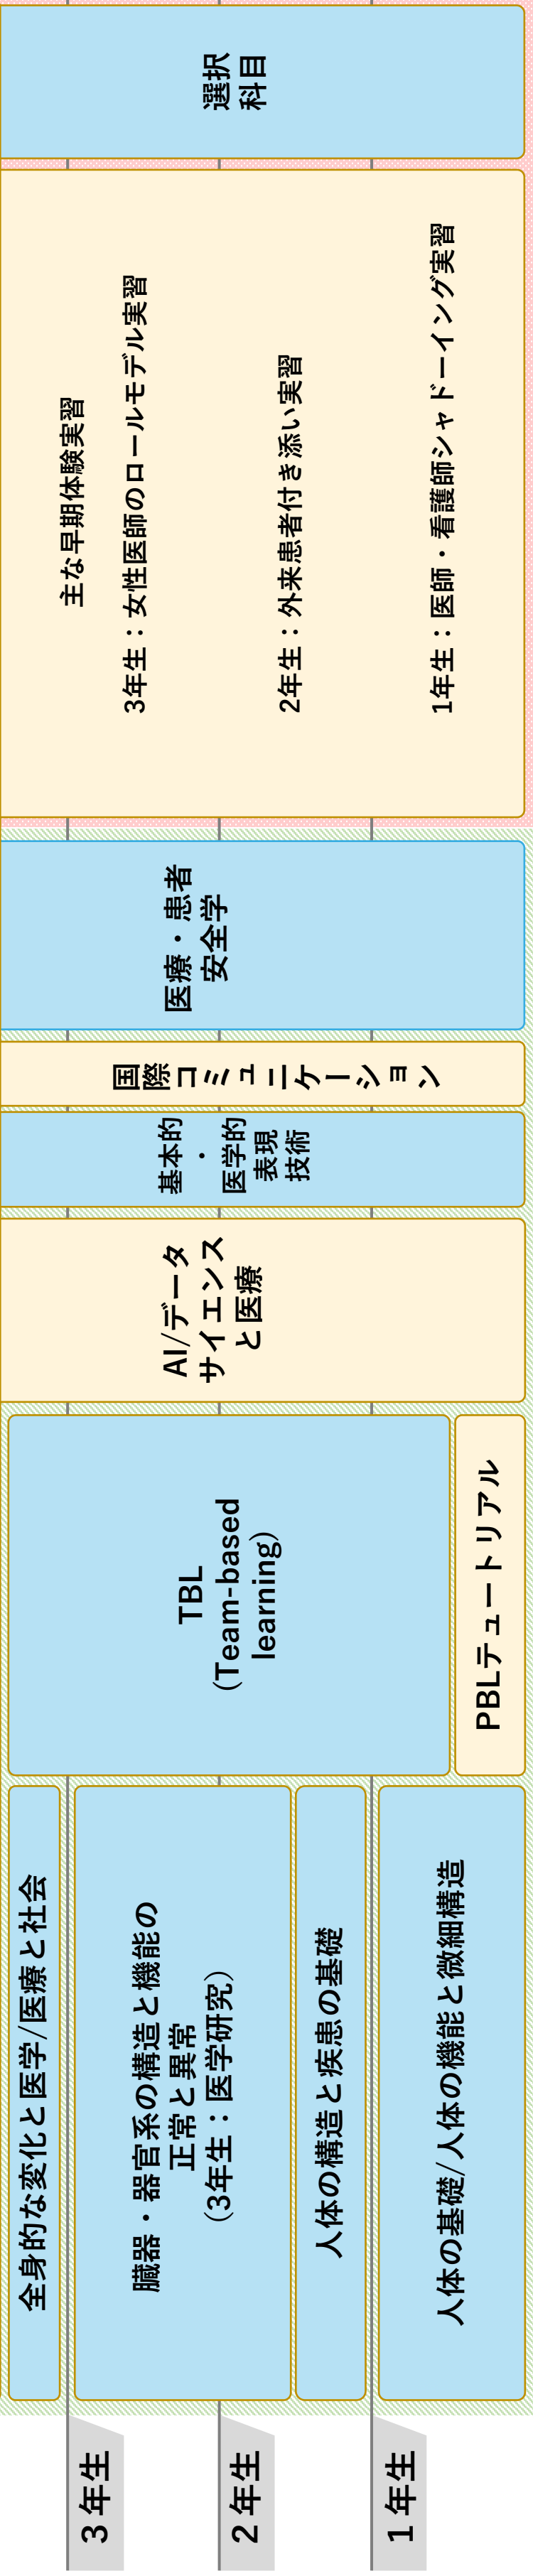 3年生
2年生
1年生
全身的な変化と医学/医療と社会
臓器・器官系の構造と機能の
正常と異常
（3年生：医学研究）
人体の構造と疾患の基礎
人体の基礎/人体の機能と微細構造
TBL
（Team-based
learning）
PBLテュートリアル
AI/データ
サイエンス
と医療
基本的
・
医学的
表現
技術
国際コミュニケーション
医療・患者
安全学
主な早期体験実習
3年生：女性医師のロールモデル実習
2年生：外来患者付き添い実習
1年生：医師・看護師シャドーイング実習
選択
科目